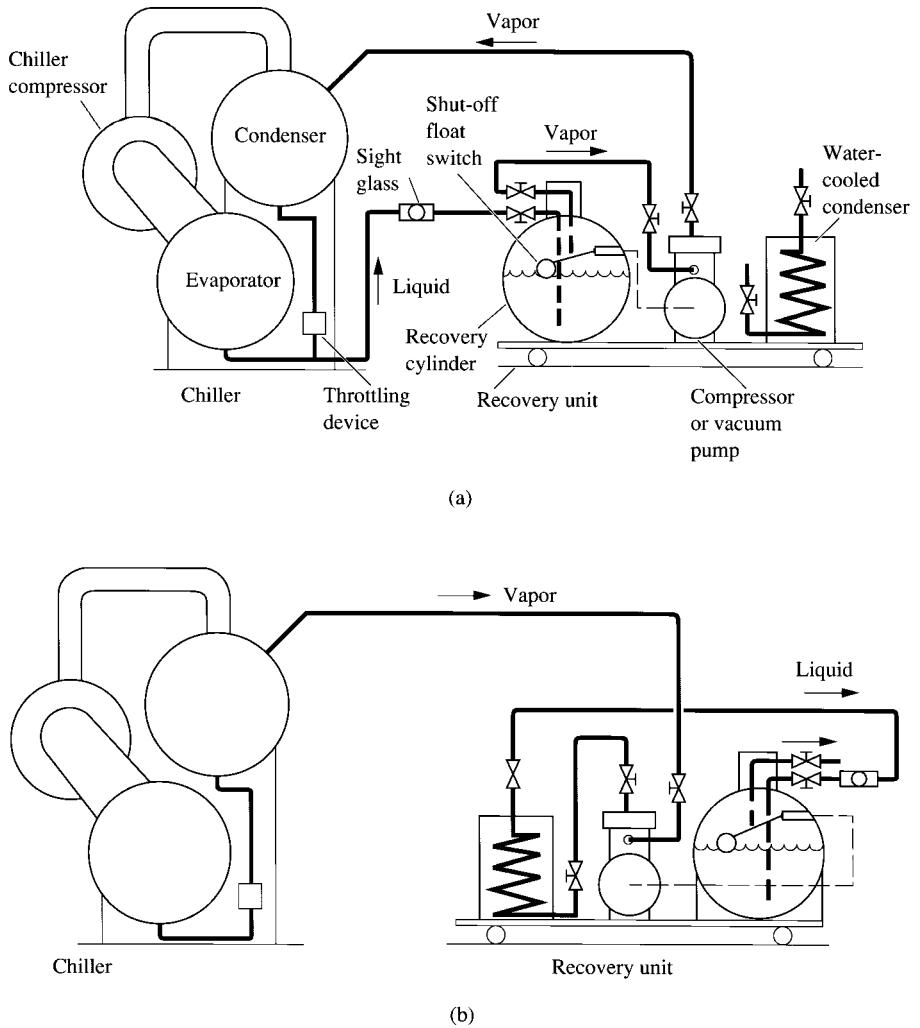 Vapor
Chiller
compressor
Condenser
Shut-off
float
switch
Vapor
Sight
glass
Water-
cooled
condenser
Evaporator
Liquid
Recovery
cylinder
Chiller
Throttling
device
Recovery unit
Compressor
or vacuum
pump
(a)
Vapor
Liquid
Chiller
Recovery unit
(b)